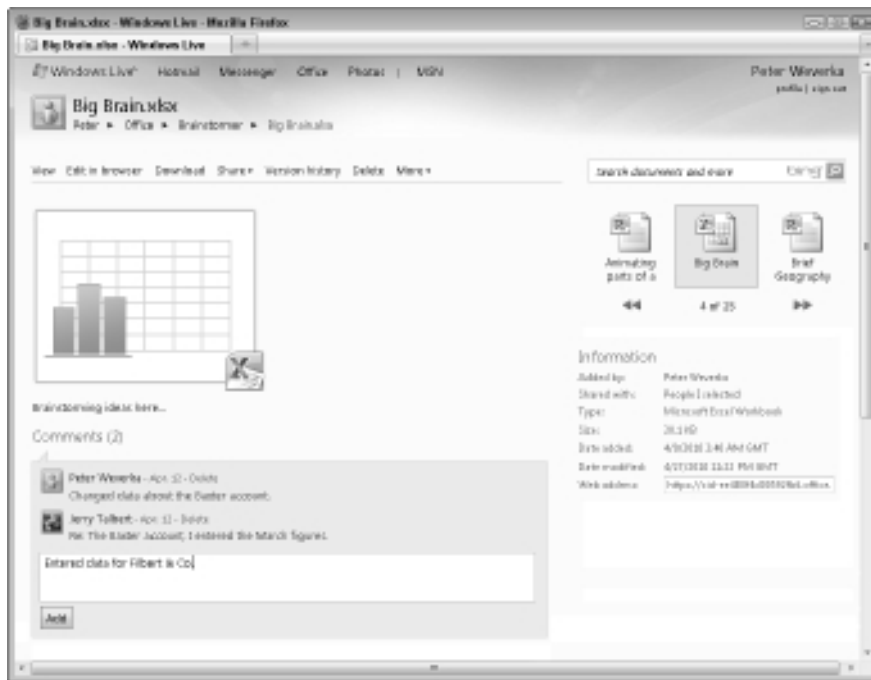 Big Brain.xlsx - Windows Live - Mozilla Firefox
Big Brain.xlsx - Windows Live
Windows Live Hotmail Messenger Office Photos | MSN
Peter Weverka
profile | sign out
Big Brain.xlsx
Peter ► Office ► Brainstormer ► Big Brain.xlsx
View Edit in browser Download Share Version history Delete More
Search documents and more bing
Animating parts of a
Big Brain
Brief Geography
4 of 25
Brainstorming ideas here...
Comments (2)
Peter Weverka - Apr. 12 - Delete
Changed data about the Baxter account.
Jerry Talbert - Apr. 12 - Delete
Re: The Baxter account, I entered the March figures.
Entered data for Filbert & Co.
Add
Information
Added by: Peter Weverka
Shared with: People I selected
Type: Microsoft Excel Workbook
Size:
Date added:
Date modified:
Web address: